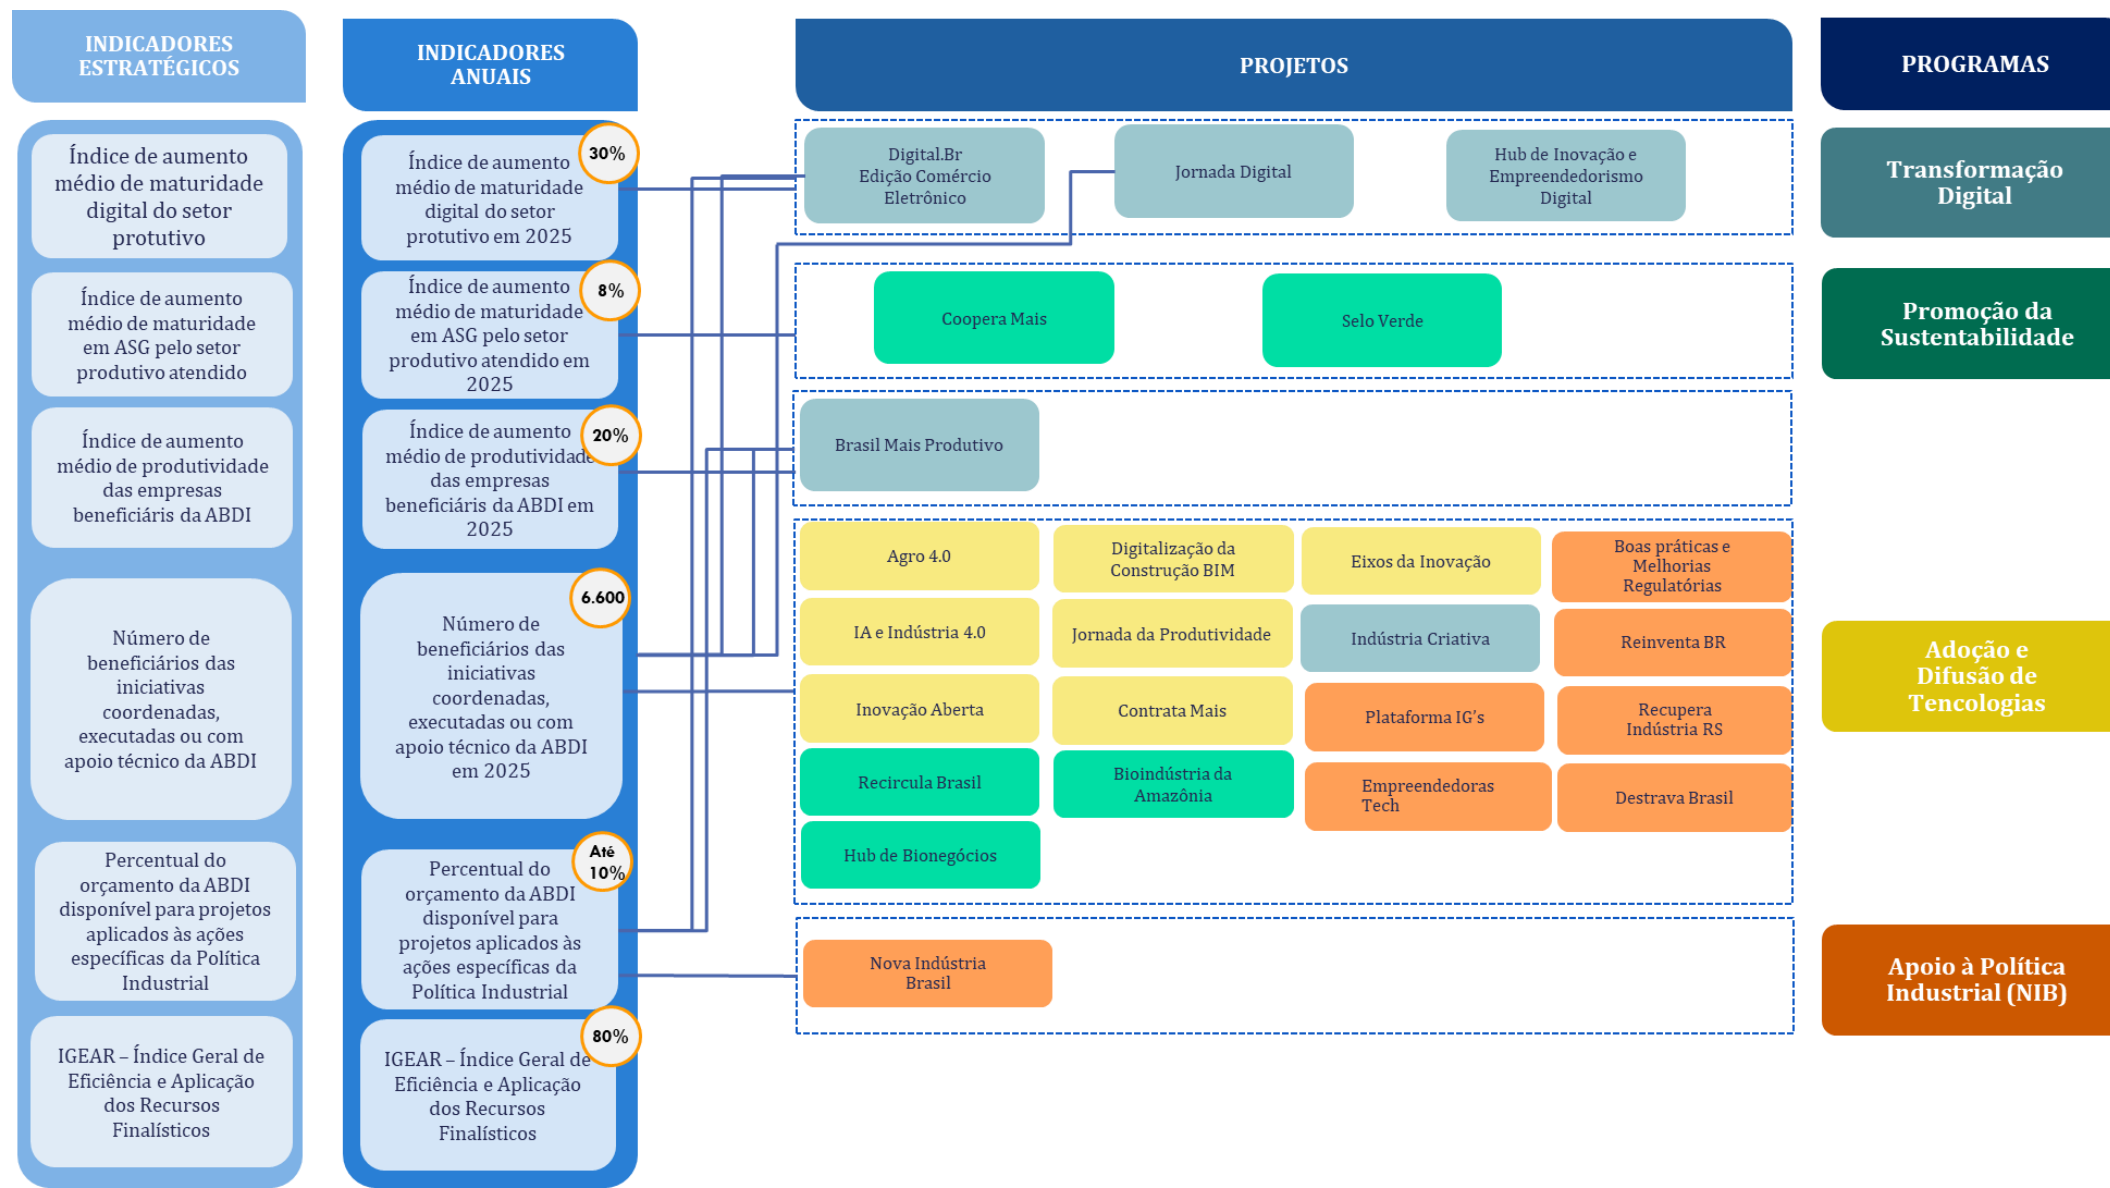 INDICADORES
ESTRATÉGICOS
Índice de aumento
médio de maturidade
digital do setor
protutivo
Índice de aumento
médio de maturidade
em ASG pelo setor
produtivo atendido
Índice de aumento
médio de produtividade
das empresas
beneficiáris da ABDI
Número de
beneficiários das
iniciativas
coordenadas,
executadas ou com
apoio técnico da ABDI
Percentual do
orçamento da ABDI
disponível para projetos
aplicados às ações
específicas da Política
Industrial
IGEAR – Índice Geral de
Eficiência e Aplicação
dos Recursos
Finalísticos
INDICADORES
ANUAIS
30%
Índice de aumento
médio de maturidade
digital do setor
protutivo em 2025
8%
Índice de aumento
médio de maturidade
em ASG pelo setor
produtivo atendido em
2025
20%
Índice de aumento
médio de produtividade
das empresas
beneficiáris da ABDI em
2025
6.600
Número de
beneficiários das
iniciativas
coordenadas,
executadas ou com
apoio técnico da ABDI
em 2025
Até
10%
Percentual do
orçamento da ABDI
disponível para
projetos aplicados às
ações específicas da
Política Industrial
80%
IGEAR – Índice Geral de
Eficiência e Aplicação
dos Recursos
Finalísticos
PROJETOS
Digital.Br
Edição Comércio
Eletrônico
Jornada Digital
Hub de Inovação e
Empreendedorismo
Digital
Coopera Mais
Selo Verde
Brasil Mais Produtivo
Agro 4.0
Digitalização da
Construção BIM
Eixos da Inovação
Boas práticas e
Melhorias
Regulatórias
IA e Indústria 4.0
Jornada da Produtividade
Indústria Criativa
Reinventa BR
Inovação Aberta
Contrata Mais
Plataforma IG’s
Recupera
Indústria RS
Recircula Brasil
Bioindústria da
Amazônia
Empreendedoras
Tech
Destrava Brasil
Hub de Bionegócios
Nova Indústria
Brasil
PROGRAMAS
Transformação
Digital
Promoção da
Sustentabilidade
Adoção e
Difusão de
Tencologias
Apoio à Política
Industrial (NIB)